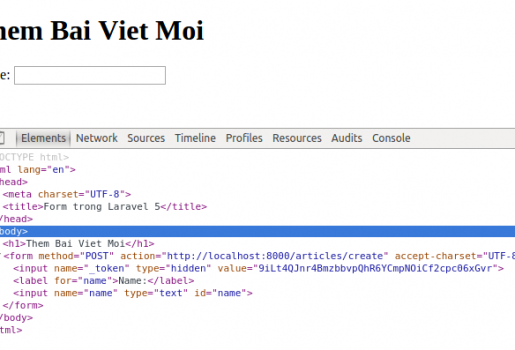 hem Bai Viet Moi
e:
Elements Network Sources Timeline Profiles Resources Audits Console
OCTYPE html>
ml lang="en">
head>
<meta charset="UTF-8">
<title>Form trong Laravel 5</title>
/head>
body>
<h1>Them Bai Viet Moi</h1>
<form method="POST" action="http://localhost:8000/articles/create" accept-charset="UTF-8
<input name="_token" type="hidden" value="9iLt4QJnr4BmzbbvpQhR6YCmpNOiCf2cpc06xGvr">
<label for="name">Name:</label>
<input name="name" type="text" id="name">
</form>
/body>
tml>